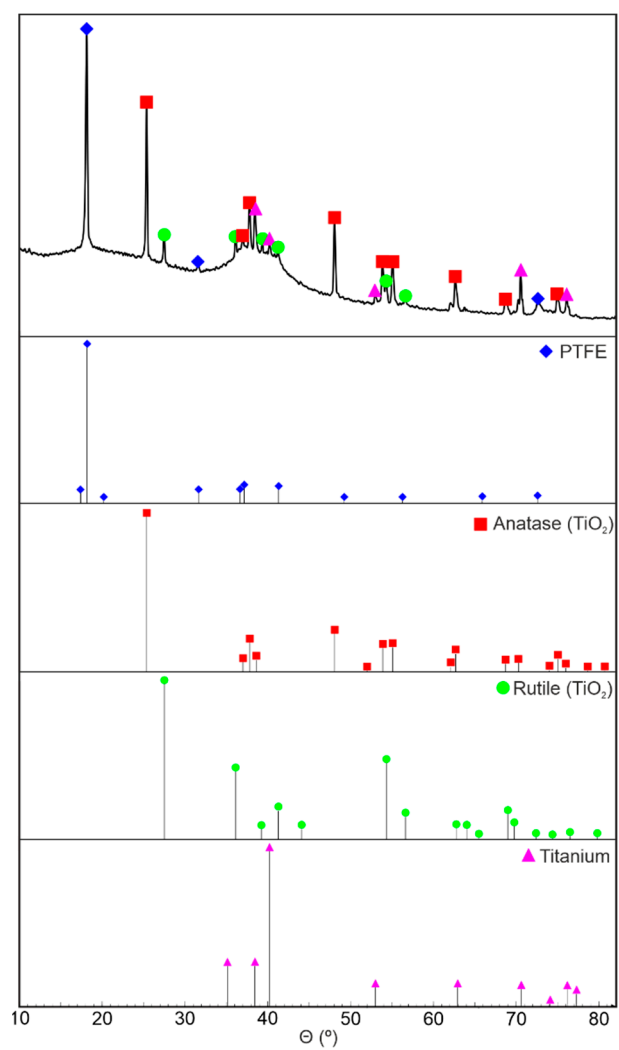 PTFE
Anatase (TiO₂)
Rutile (TiO₂)
Titanium
10 20 30 40 50 60 70 80
Θ (º)